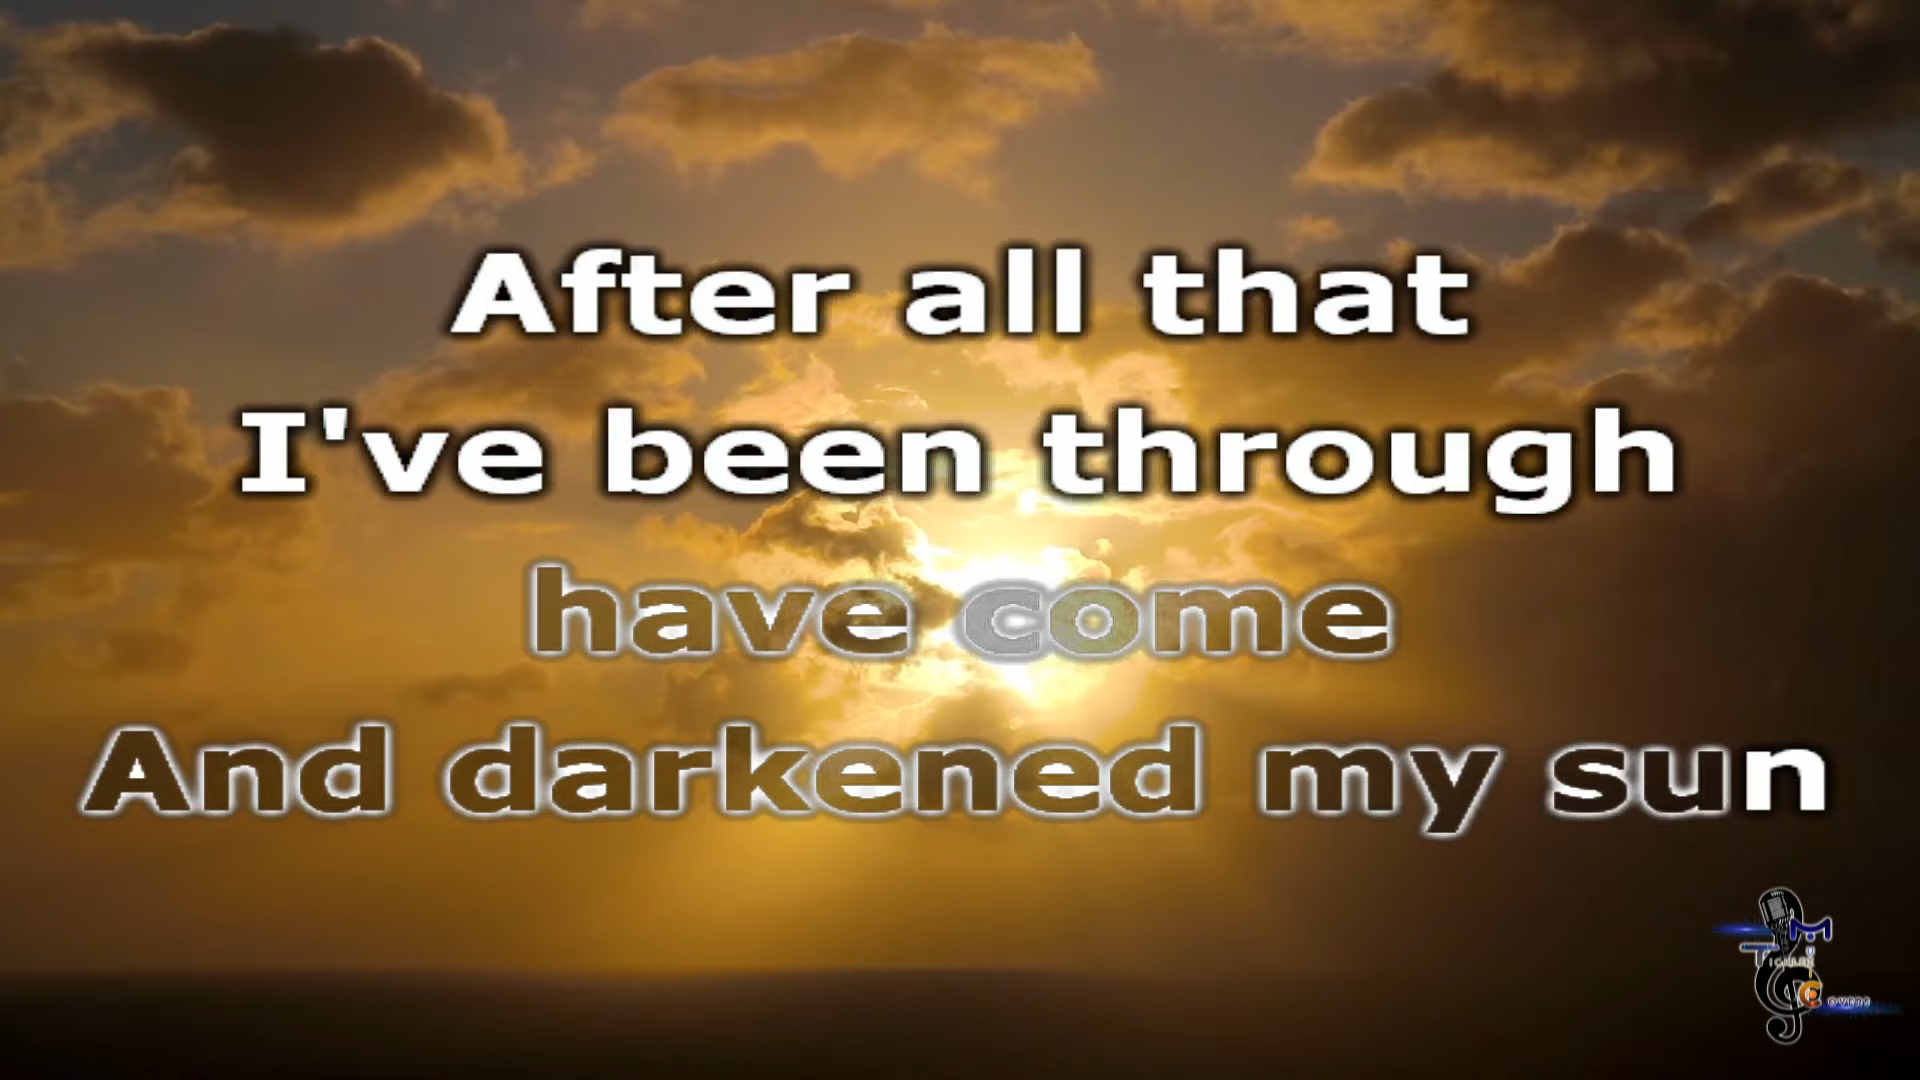 After all that
I've been through
have come
And darkened my sun